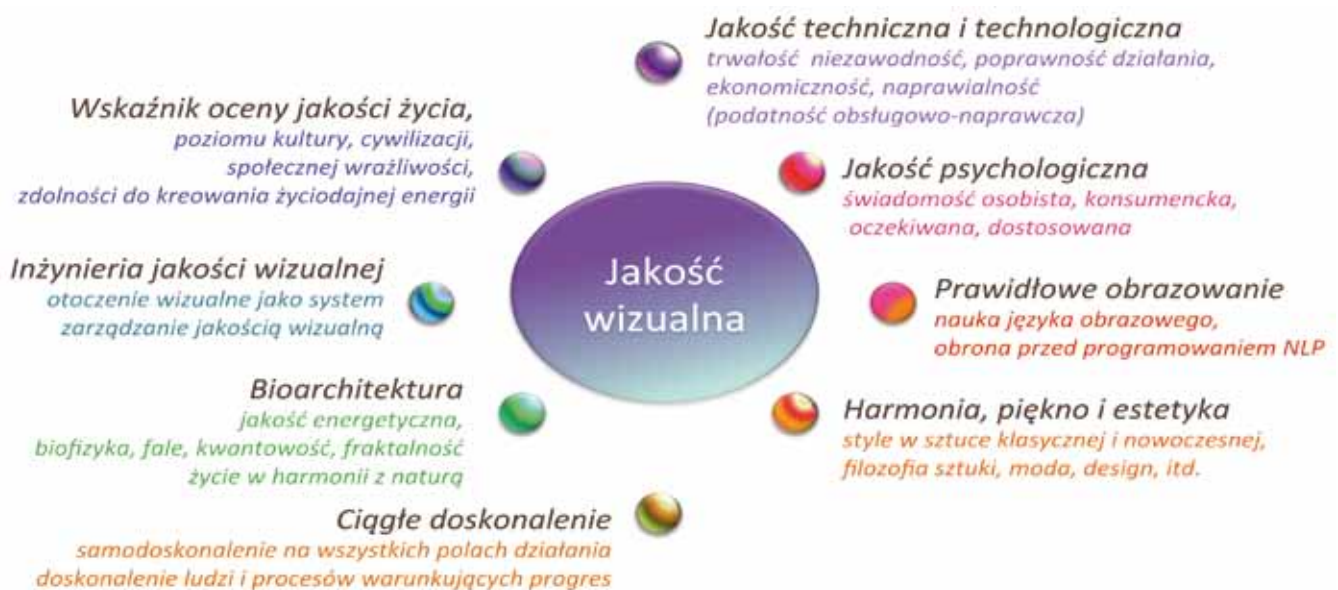 Jakość techniczna i technologiczna
trwałość niezawodność, poprawność działania,
ekonomiczność, naprawialność
(podatność obsługowo-naprawcza)
Wskaźnik oceny jakości życia,
poziomu kultury, cywilizacji,
społecznej wrażliwości,
zdolności do kreowania życiodajnej energii
Jakość psychologiczna
świadomość osobista, konsumencka,
oczekiwana, dostosowana
Jakość
wizualna
Inżynieria jakości wizualnej
otoczenie wizualne jako system
zarządzanie jakością wizualną
Prawidłowe obrazowanie
nauka języka obrazowego,
obrona przed programowaniem NLP
Bioarchitektura
jakość energetyczna,
biofizyka, fale, kwantowość, fraktalność
życie w harmonii z naturą
Harmonia, piękno i estetyka
style w sztuce klasycznej i nowoczesnej,
filozofia sztuki, moda, design, itd.
Ciągłe doskonalenie
samodoskonalenie na wszystkich polach działania
doskonalenie ludzi i procesów warunkujących progres